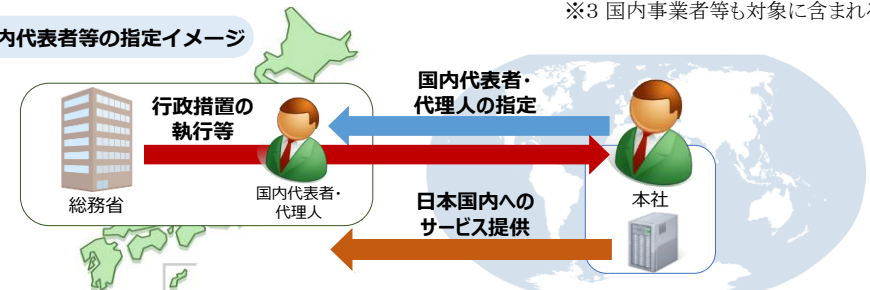 ※3 国内事業者等も対象に含まれ
内代表者等の指定イメージ
国内代表者・
代理人の指定
行政措置の
執行等
総務省
国内代表者・
代理人
本社
日本国内への
サービス提供